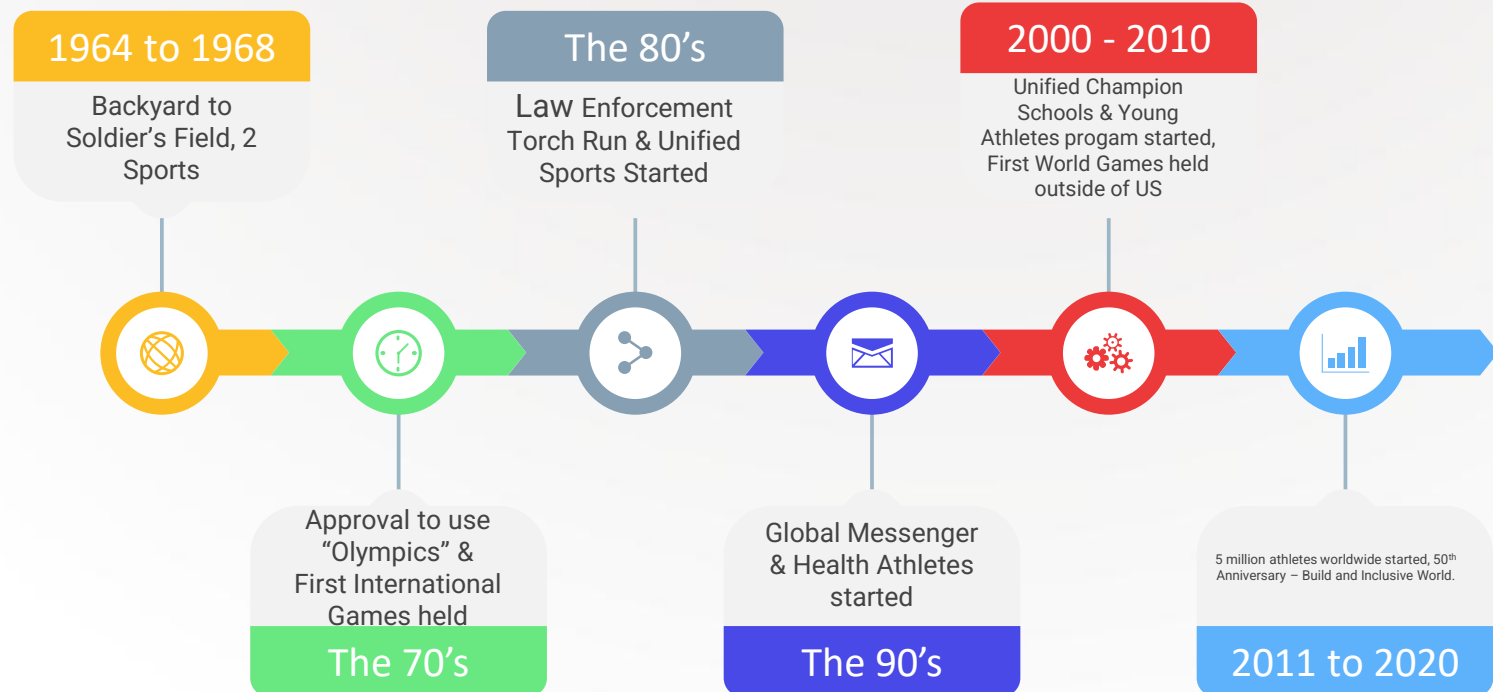 1964 to 1968
Backyard to
Soldier’s Field, 2
Sports
Approval to use
“Olympics” &
First International
Games held
The 70’s
The 80’s
Law Enforcement
Torch Run & Unified
Sports Started
Global Messenger
& Health Athletes
started
The 90’s
2000 - 2010
Unified Champion
Schools & Young
Athletes progam started,
First World Games held
outside of US
5 million athletes worldwide started, 50th
Anniversary – Build and Inclusive World.
2011 to 2020